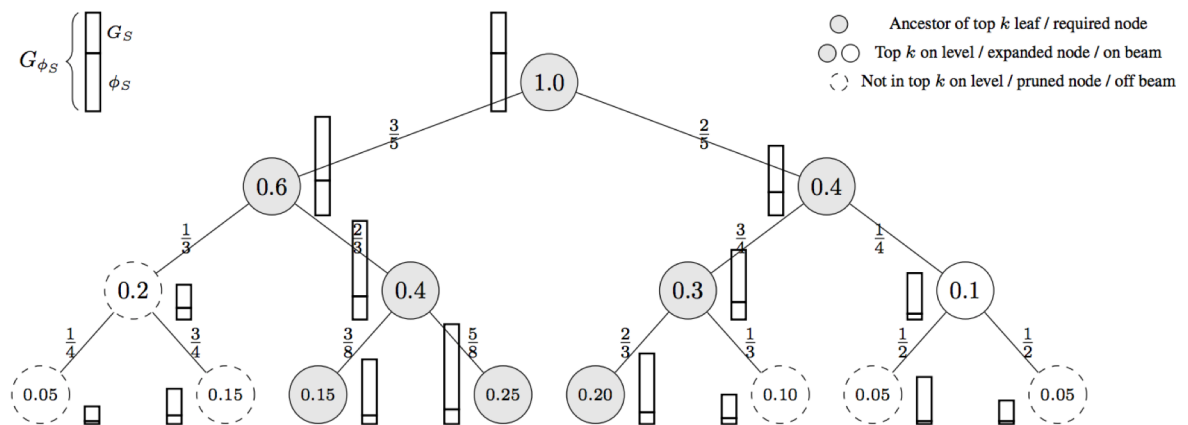 G_S
G_{ϕ_S}
ϕ_S
Ancestor of top k leaf / required node
Top k on level / expanded node / on beam
Not in top k on level / pruned node / off beam
1.0
3/5 2/5
0.6 0.4
1/3 2/3 3/4 1/4
0.2 0.4 0.3 0.1
1/4 3/4 3/8 5/8 2/3 1/3 1/2 1/2
0.05 0.15 0.15 0.25 0.20 0.10 0.05 0.05